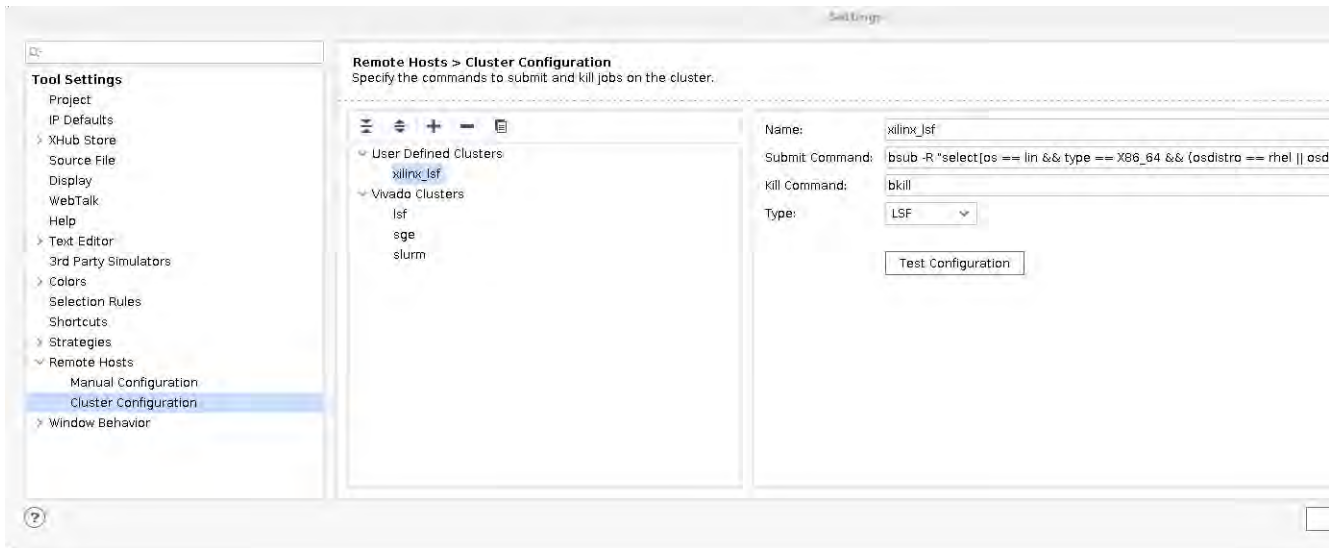 Settings
Tool Settings
Project
IP Defaults
XHub Store
Source File
Display
WebTalk
Help
Text Editor
3rd Party Simulators
Colors
Selection Rules
Shortcuts
Strategies
Remote Hosts
Manual Configuration
Cluster Configuration
Window Behavior
Remote Hosts > Cluster Configuration
Specify the commands to submit and kill jobs on the cluster.
User Defined Clusters
xilinx_lsf
Vivado Clusters
lsf
sge
slurm
Name: xilinx_lsf
Submit Command: bsub -R "select[os == lin && type == X86_64 && (osdistro == rhel || osd
Kill Command: bkill
Type: LSF
Test Configuration
?